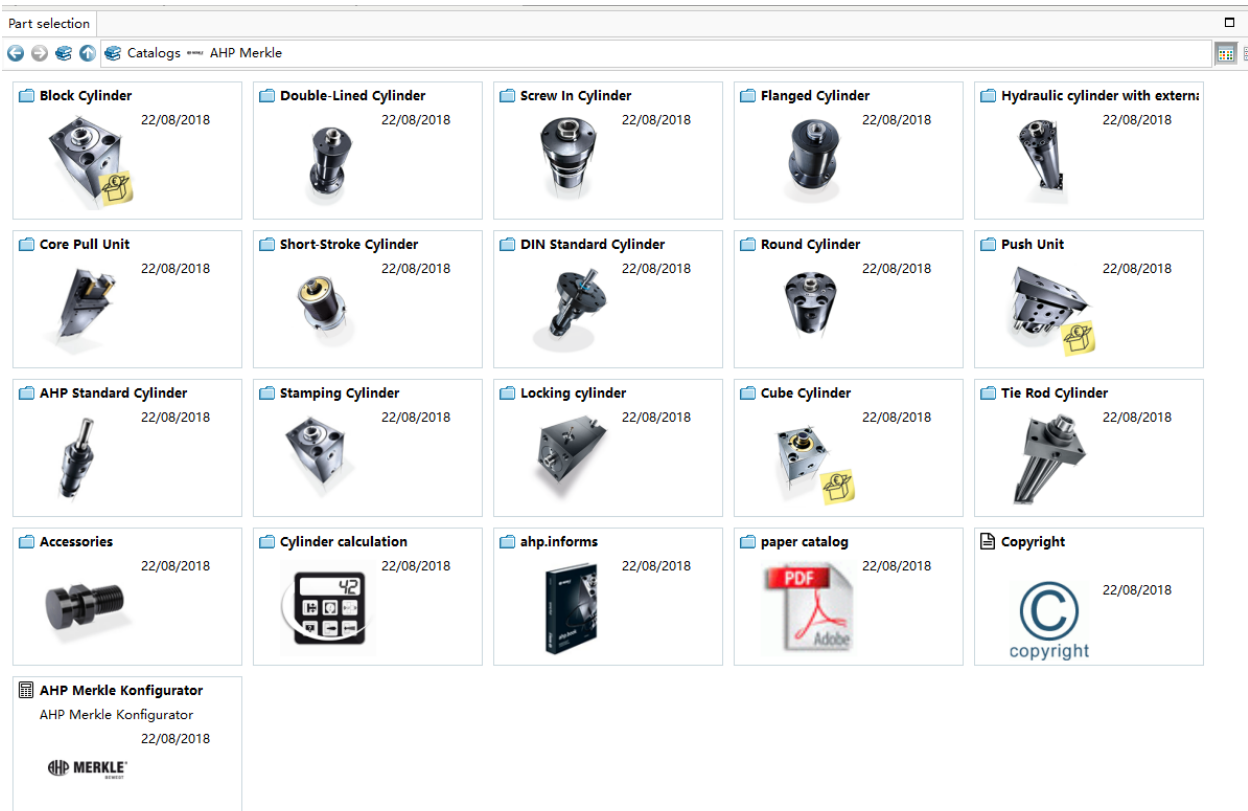 Part selection
Catalogs AHP Merkle
Block Cylinder
22/08/2018
Double-Lined Cylinder
22/08/2018
Screw In Cylinder
22/08/2018
Flanged Cylinder
22/08/2018
Hydraulic cylinder with externa
22/08/2018
Core Pull Unit
22/08/2018
Short-Stroke Cylinder
22/08/2018
DIN Standard Cylinder
22/08/2018
Round Cylinder
22/08/2018
Push Unit
22/08/2018
AHP Standard Cylinder
22/08/2018
Stamping Cylinder
22/08/2018
Locking cylinder
22/08/2018
Cube Cylinder
22/08/2018
Tie Rod Cylinder
22/08/2018
Accessories
22/08/2018
Cylinder calculation
22/08/2018
42
ahp.informs
22/08/2018
ahp.book
paper catalog
22/08/2018
PDF
Adobe
Copyright
22/08/2018
©
copyright
AHP Merkle Konfigurator
AHP Merkle Konfigurator
22/08/2018
AHP MERKLE